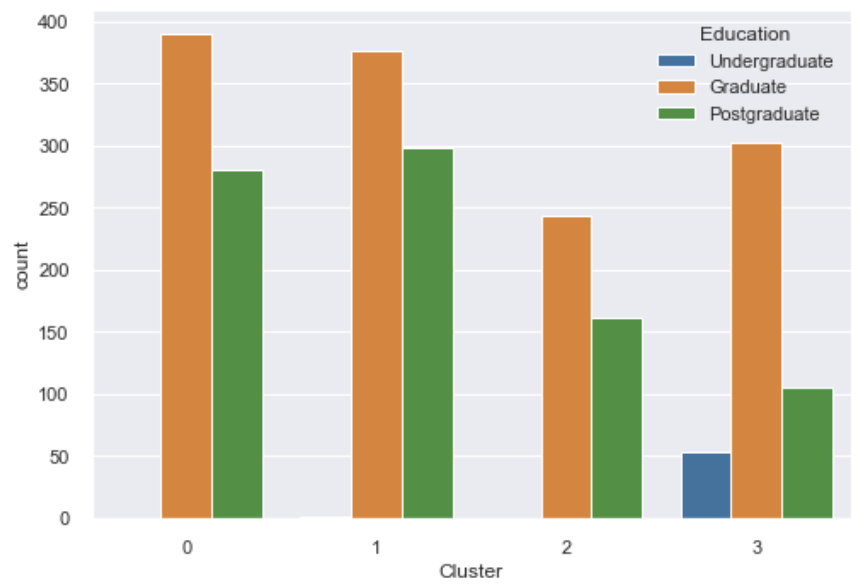 400
350
300
250
200
150
100
50
0
count
Education
Undergraduate
Graduate
Postgraduate
0 1 2 3
Cluster